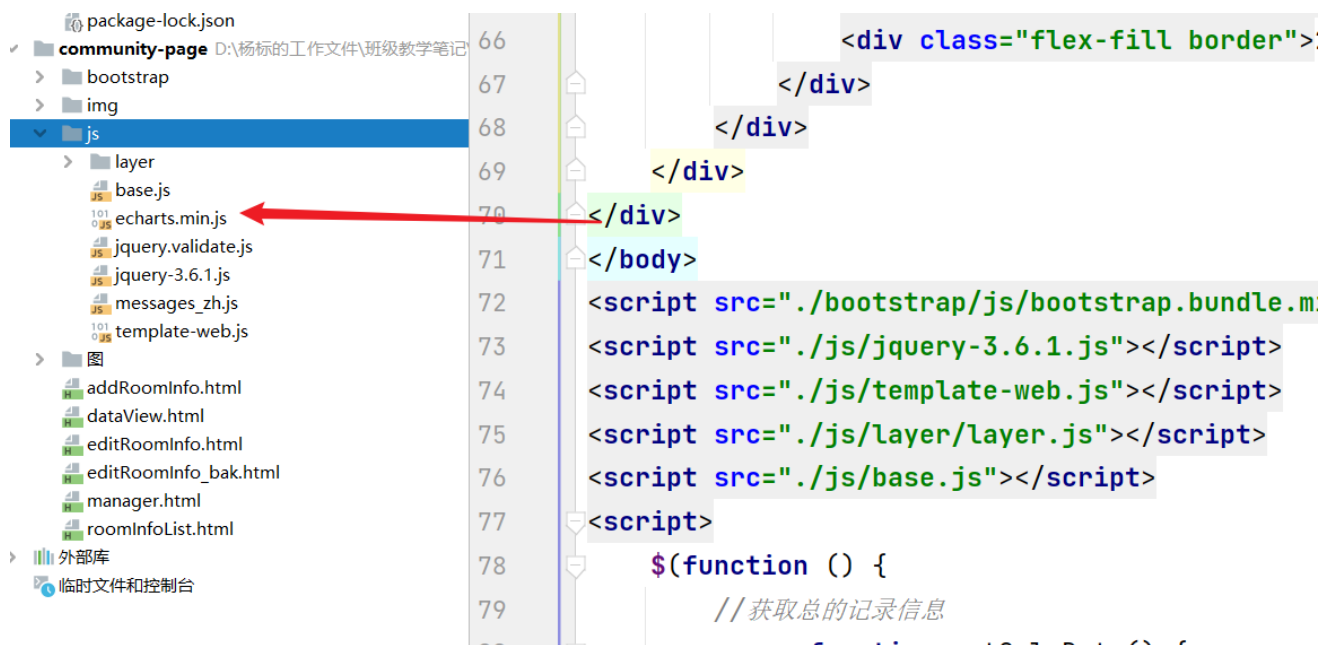 package-lock.json
community-page D:\杨标的工作文件\班级教学笔记
bootstrap
img
js
layer
base.js
echarts.min.js
jquery.validate.js
jquery-3.6.1.js
messages_zh.js
template-web.js
图
addRoomInfo.html
dataView.html
editRoomInfo.html
editRoomInfo_bak.html
manager.html
roomInfoList.html
外部库
临时文件和控制台
66 <div class="flex-fill border">
67 </div>
68 </div>
69 </div>
70 </div>
71 </body>
72 <script src="./bootstrap/js/bootstrap.bundle.mi
73 <script src="./js/jquery-3.6.1.js"></script>
74 <script src="./js/template-web.js"></script>
75 <script src="./js/layer/layer.js"></script>
76 <script src="./js/base.js"></script>
77 <script>
78 $(function () {
79 //获取总的记录信息